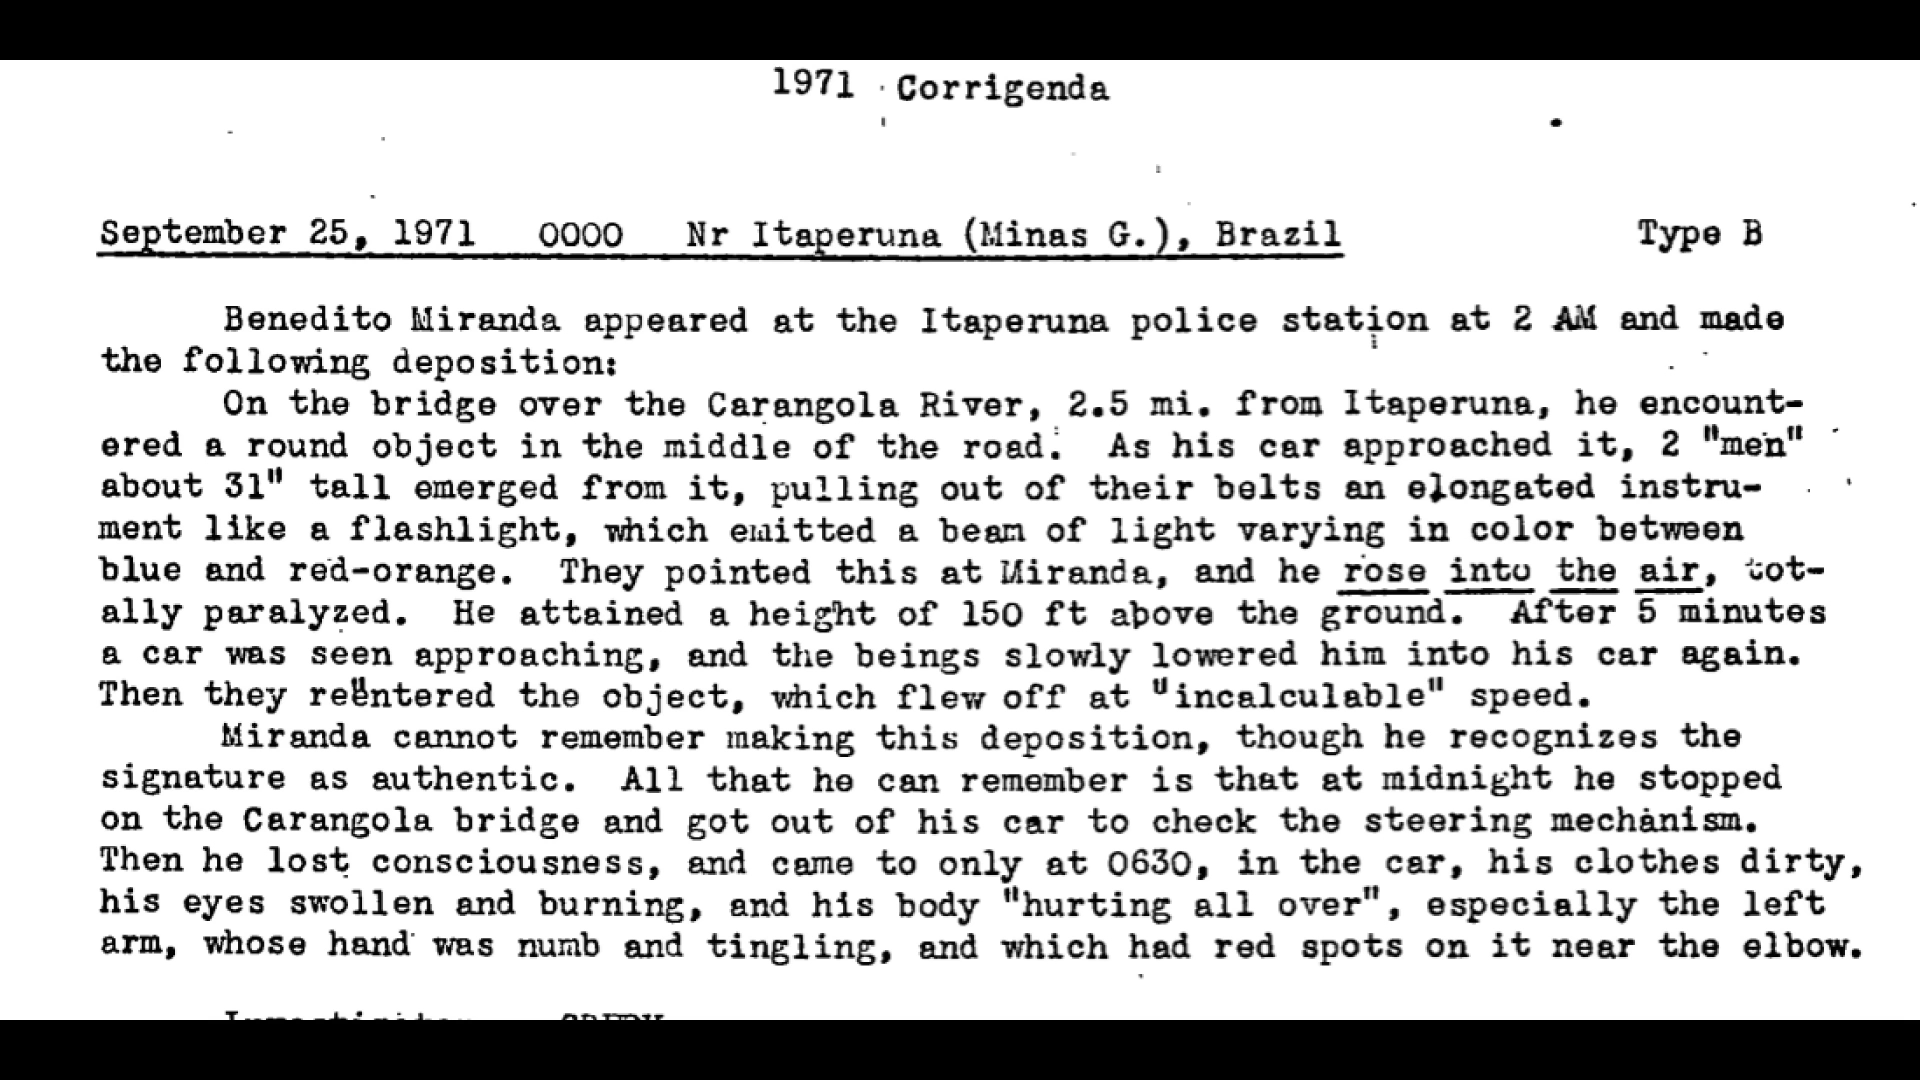 1971 Corrigenda
September 25, 1971 0000 Nr Itaperuna (Minas G.), Brazil Type B
Benedito Miranda appeared at the Itaperuna police station at 2 AM and made
the following deposition:
On the bridge over the Carangola River, 2.5 mi. from Itaperuna, he encount-
ered a round object in the middle of the road. As his car approached it, 2 "men"
about 31" tall emerged from it, pulling out of their belts an elongated instru-
ment like a flashlight, which emitted a beam of light varying in color between
blue and red-orange. They pointed this at Miranda, and he rose into the air, tot-
ally paralyzed. He attained a height of 150 ft above the ground. After 5 minutes
a car was seen approaching, and the beings slowly lowered him into his car again.
Then they reëntered the object, which flew off at "incalculable" speed.
Miranda cannot remember making this deposition, though he recognizes the
signature as authentic. All that he can remember is that at midnight he stopped
on the Carangola bridge and got out of his car to check the steering mechanism.
Then he lost consciousness, and came to only at 0630, in the car, his clothes dirty,
his eyes swollen and burning, and his body "hurting all over", especially the left
arm, whose hand was numb and tingling, and which had red spots on it near the elbow.